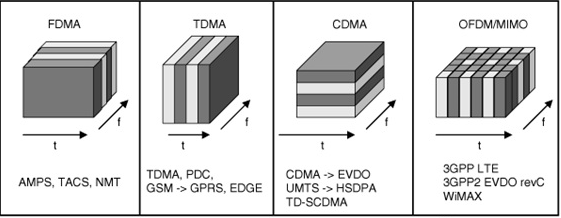 FDMA
TDMA
CDMA
OFDM/MIMO
t
f
t
f
t
f
t
f
AMPS, TACS, NMT
TDMA, PDC,
GSM -> GPRS, EDGE
CDMA -> EVDO
UMTS -> HSDPA
TD-SCDMA
3GPP LTE
3GPP2 EVDO revC
WiMAX